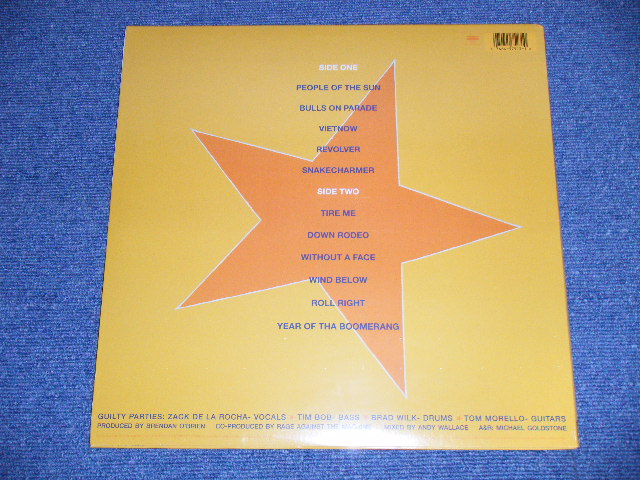 SIDE ONE
PEOPLE OF THE SUN
BULLS ON PARADE
VIETNOW
REVOLVER
SNAKECHARMER
SIDE TWO
TIRE ME
DOWN RODEO
WITHOUT A FACE
WIND BELOW
ROLL RIGHT
YEAR OF THA BOOMERANG
GUILTY PARTIES: ZACK DE LA ROCHA- VOCALS TIM BOB- BASS BRAD WILK- DRUMS TOM MORELLO- GUITARS
PRODUCED BY BRENDAN O'BRIEN CO-PRODUCED BY RAGE AGAINST THE MACHINE MIXED BY ANDY WALLACE A&R: MICHAEL GOLDSTONE